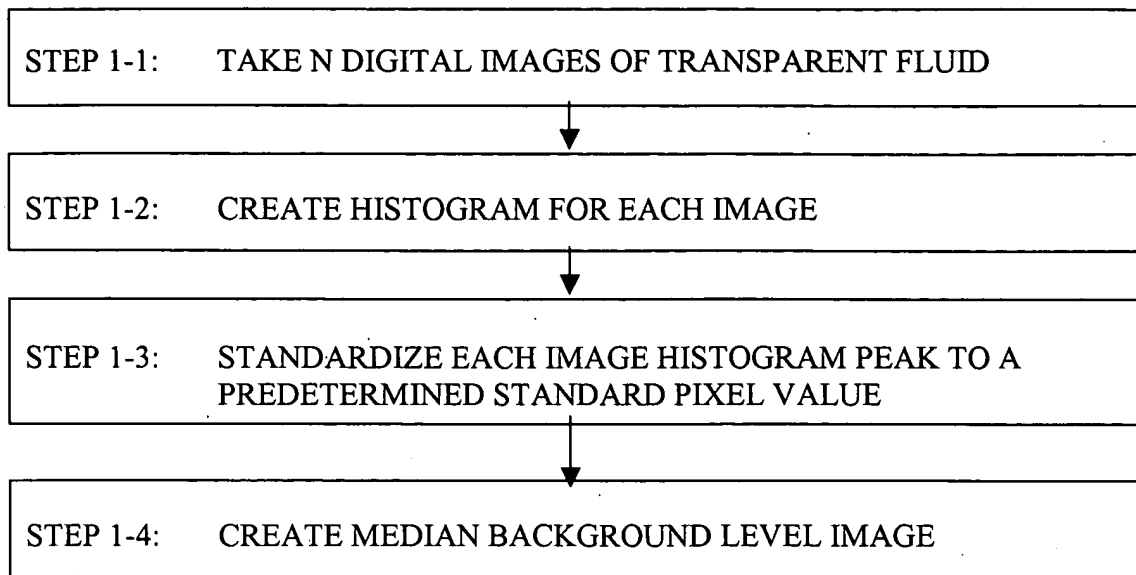 STEP 1-1: TAKE N DIGITAL IMAGES OF TRANSPARENT FLUID
STEP 1-2: CREATE HISTOGRAM FOR EACH IMAGE
STEP 1-3: STANDARDIZE EACH IMAGE HISTOGRAM PEAK TO A
PREDETERMINED STANDARD PIXEL VALUE
STEP 1-4: CREATE MEDIAN BACKGROUND LEVEL IMAGE